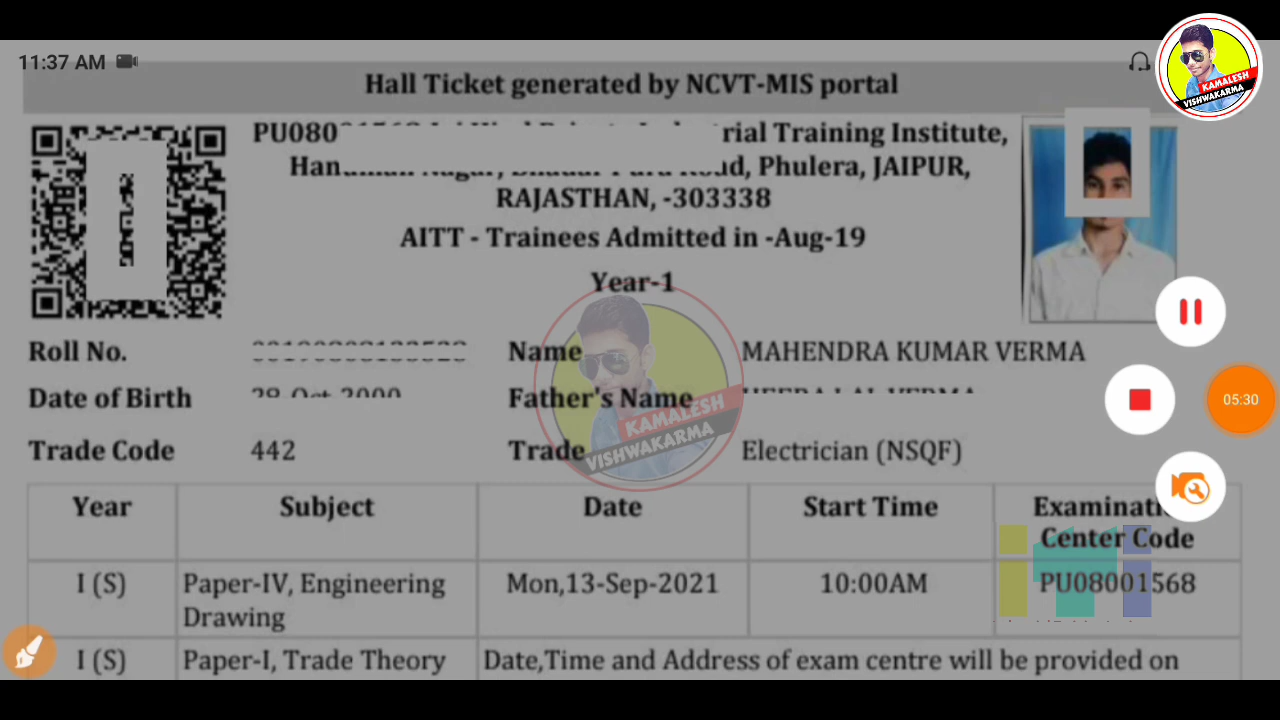 11:37 AM
KAMALESH
VISHWAKARMA
Hall Ticket generated by NCVT-MIS portal
PU080 rial Training Institute,
Phulera, JAIPUR,
RAJASTHAN, -303338
AITT - Trainees Admitted in -Aug-19
Year-1
Roll No. Name MAHENDRA KUMAR VERMA
Date of Birth Father's Name
KAMALESH
VISHWAKARMA
Trade Code 442 Trade Electrician (NSQF)
05:30
Year Subject Date Start Time Examinati
Center Code
I (S) Paper-IV, Engineering Mon,13-Sep-2021 10:00AM PU08001568
Drawing
I (S) Paper-I, Trade Theory Date,Time and Address of exam centre will be provided on